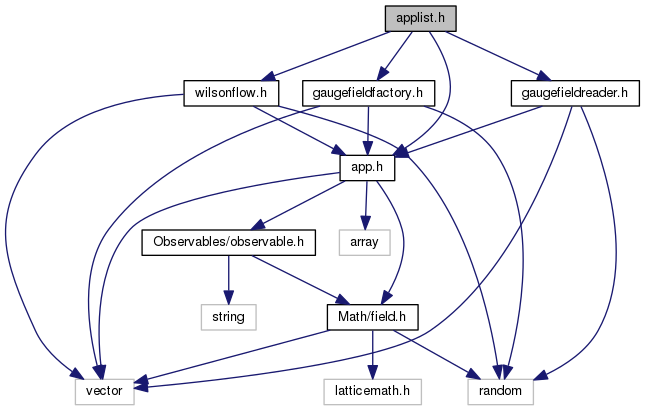 applist.h
wilsonflow.h
gaugefieldfactory.h
gaugefieldreader.h
app.h
Observables/observable.h
array
string
Math/field.h
vector
latticemath.h
random